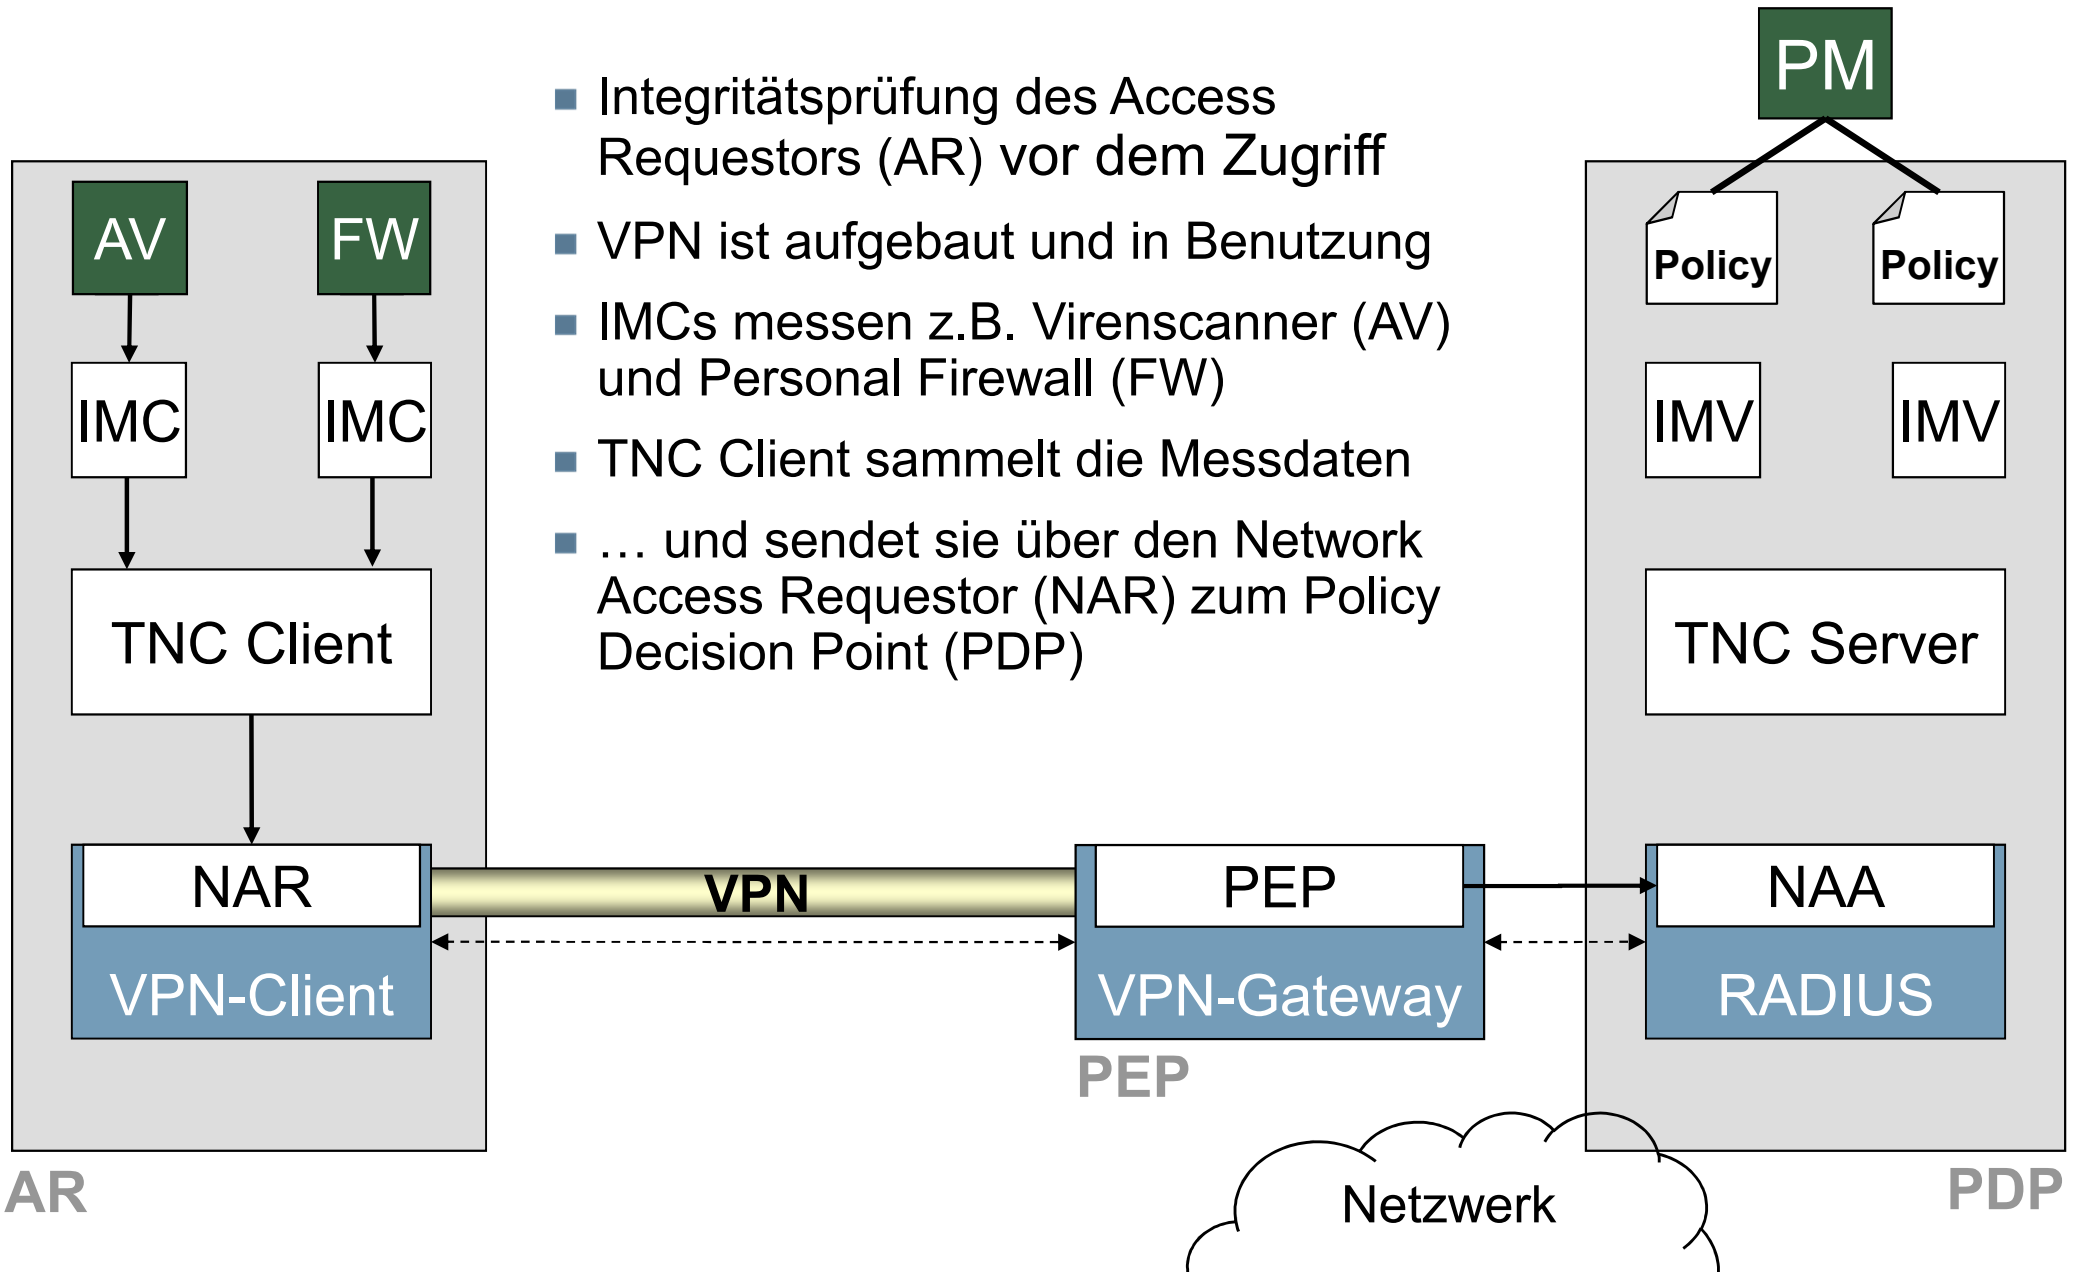 PM
Integritätsprüfung des Access
Requestors (AR) vor dem Zugriff
VPN ist aufgebaut und in Benutzung
IMCs messen z.B. Virenscanner (AV)
und Personal Firewall (FW)
TNC Client sammelt die Messdaten
… und sendet sie über den Network
Access Requestor (NAR) zum Policy
Decision Point (PDP)
AV
FW
IMC
IMC
TNC Client
NAR
VPN-Client
AR
VPN
PEP
VPN-Gateway
PEP
Policy
Policy
IMV
IMV
TNC Server
NAA
RADIUS
PDP
Netzwerk